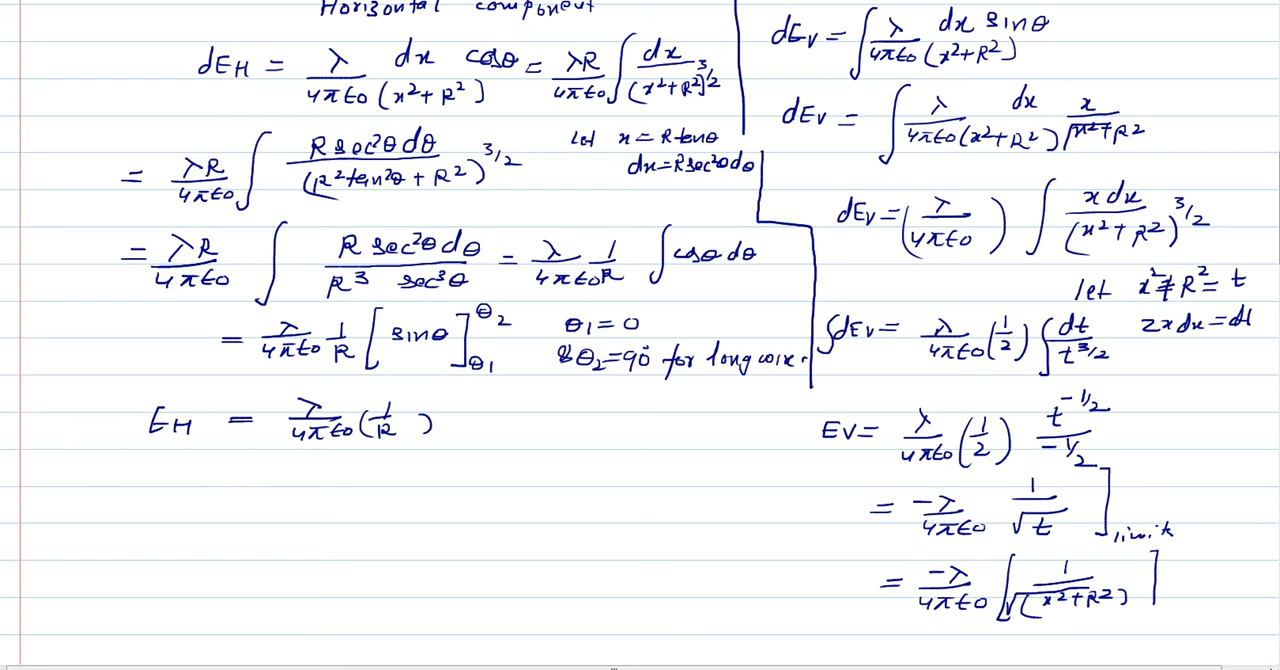 Horizontal component
dEH = λ/4πε0 dx/(x²+R²) cosθ = λR/4πε0 ∫ dx/(x²+R²)^3/2
= λR/4πε0 ∫ R sec²θ dθ/(R²tan²θ + R²)^3/2
let x = R tanθ
dx = R sec²θ dθ
= λR/4πε0 ∫ R sec²θ dθ/R³ sec³θ = λ/4πε0 1/R ∫ cosθ dθ
= λ/4πε0 1/R [sinθ]θ1^θ2
θ1 = 0
& θ2 = 90° for long wire.
EH = λ/4πε0 (1/R)
dEV = ∫ λ/4πε0 dx sinθ/(x²+R²)
dEV = ∫ λ/4πε0 dx/(x²+R²) x/√x²+R²
dEV = (λ/4πε0) ∫ x dx/(x²+R²)^3/2
let x²+R² = t
2x dx = dt
∫dEV = λ/4πε0 (1/2) ∫ dt/t^3/2
EV = λ/4πε0 (1/2) t^-1/2/-1/2
= -λ/4πε0 1/√t ]limit
= -λ/4πε0 [1/√(x²+R²)]